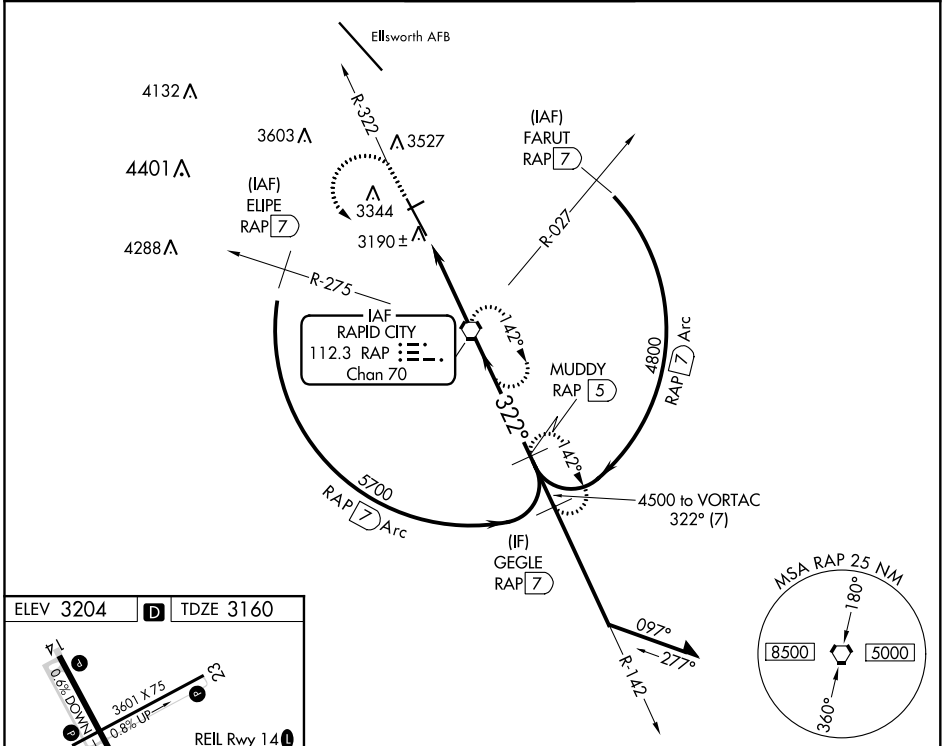 Ellsworth AFB
4132
R-322
3603
3527
(IAF)
FARUT
RAP 7
4401
(IAF)
ELIPE
RAP 7
3344
3190 ±
4288
R-275
R-027
IAF
RAPID CITY
112.3 RAP
Chan 70
142°
4800
RAP 7 Arc
MUDDY
RAP 5
322°
142°
5700
RAP 7 Arc
4500 to VORTAC
322° (7)
(IF)
GEGLE
RAP 7
097°
277°
R-142
MSA RAP 25 NM
180°
8500
5000
360°
ELEV 3204
D
TDZE 3160
14
P
0.6% DOWN
3601 X 75
0.8% UP
P
23
P
REIL Rwy 14 L